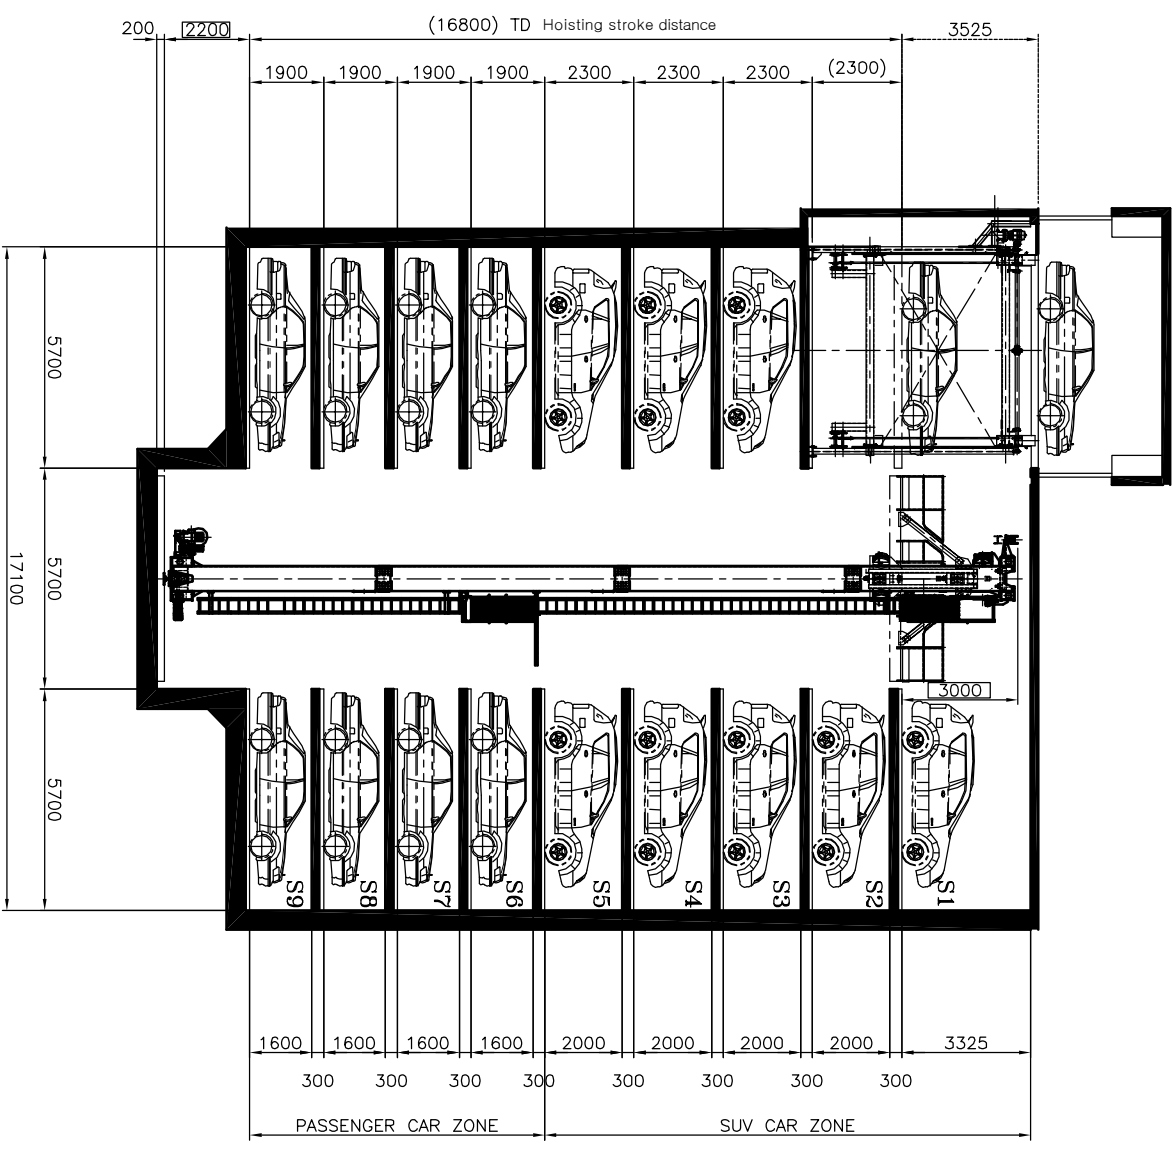 200 2200 (16800) TD Hoisting stroke distance 3525
1900 1900 1900 1900 2300 2300 2300 (2300)
5700
17100
5700
3000
5700
S9 S8 S7 S6 S5 S4 S3 S2 S1
1600 1600 1600 1600 2000 2000 2000 2000 3325
300 300 300 300 300 300 300 300
PASSENGER CAR ZONE SUV CAR ZONE